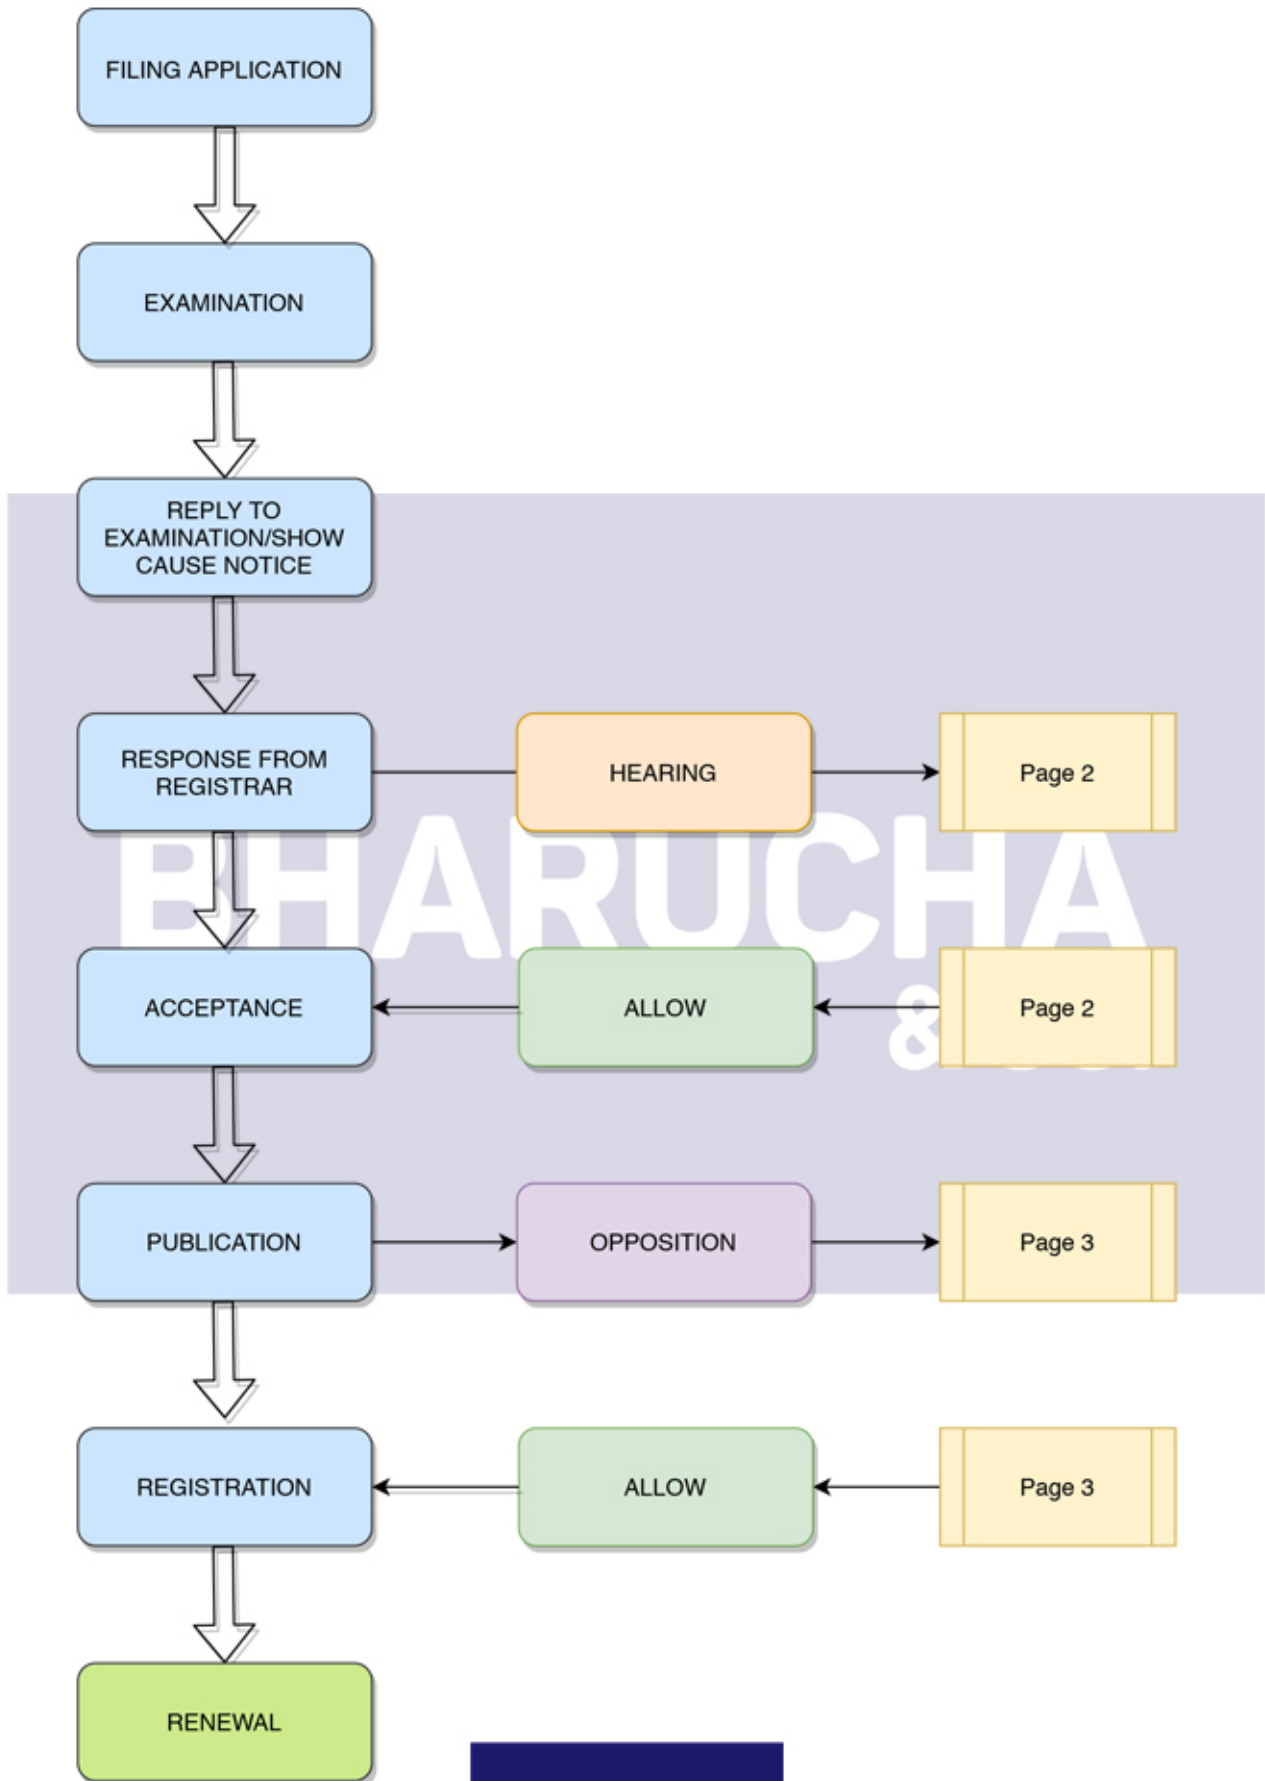 FILING APPLICATION
EXAMINATION
REPLY TO
EXAMINATION/SHOW
CAUSE NOTICE
RESPONSE FROM
REGISTRAR
HEARING
Page 2
BHARUCHA
&
ACCEPTANCE
ALLOW
Page 2
PUBLICATION
OPPOSITION
Page 3
REGISTRATION
ALLOW
Page 3
RENEWAL